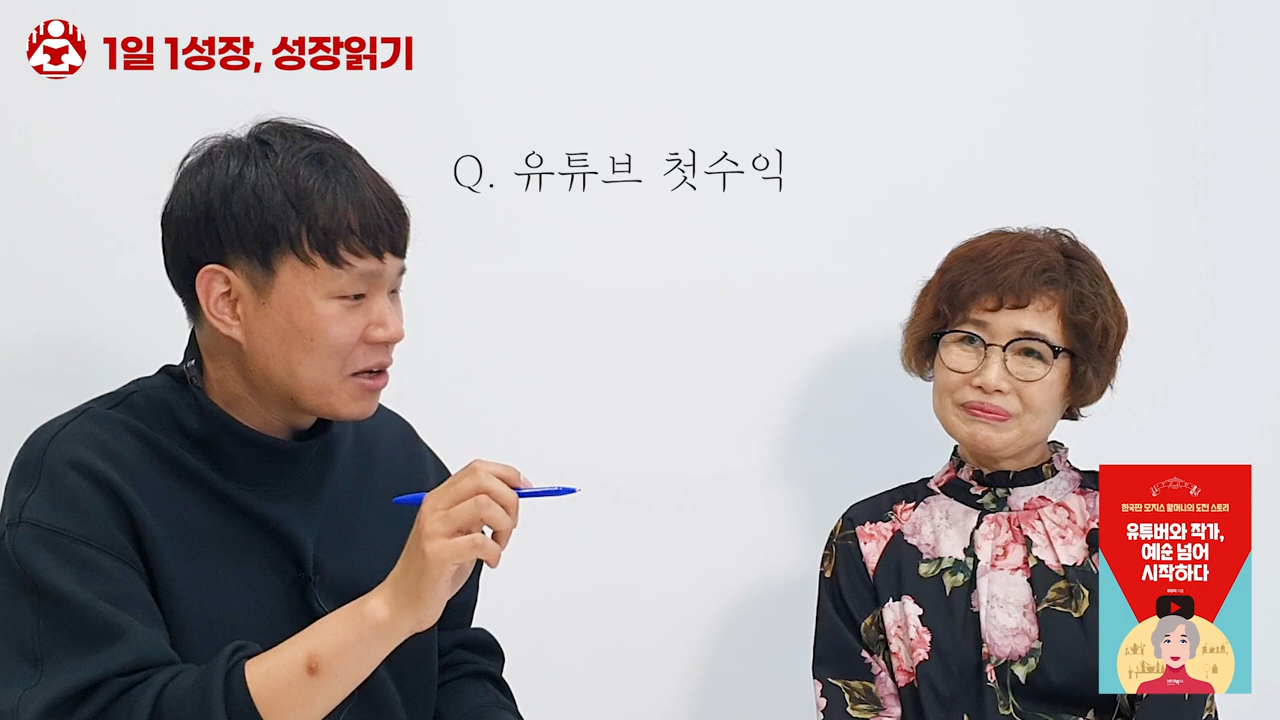 1일 1성장, 성장읽기
Q. 유튜브 첫수익
한국판 모지스 할머니의 도전 스토리
유튜버와 작가,
예순 넘어
시작하다